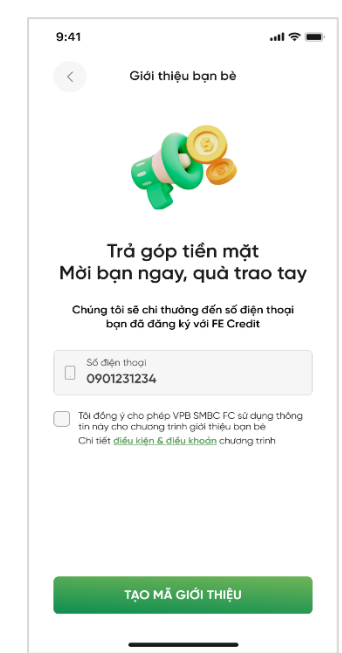 9:41
Giới thiệu bạn bè
Trả góp tiền mặt
Mời bạn ngay, quà trao tay
Chúng tôi sẽ chi thưởng đến số điện thoại
bạn đã đăng ký với FE Credit
Số điện thoại
0901231234
Tôi đồng ý cho phép VPB SMBC FC sử dụng thông
tin này cho chương trình giới thiệu bạn bè
Chi tiết điều kiện & điều khoản chương trình
TẠO MÃ GIỚI THIỆU